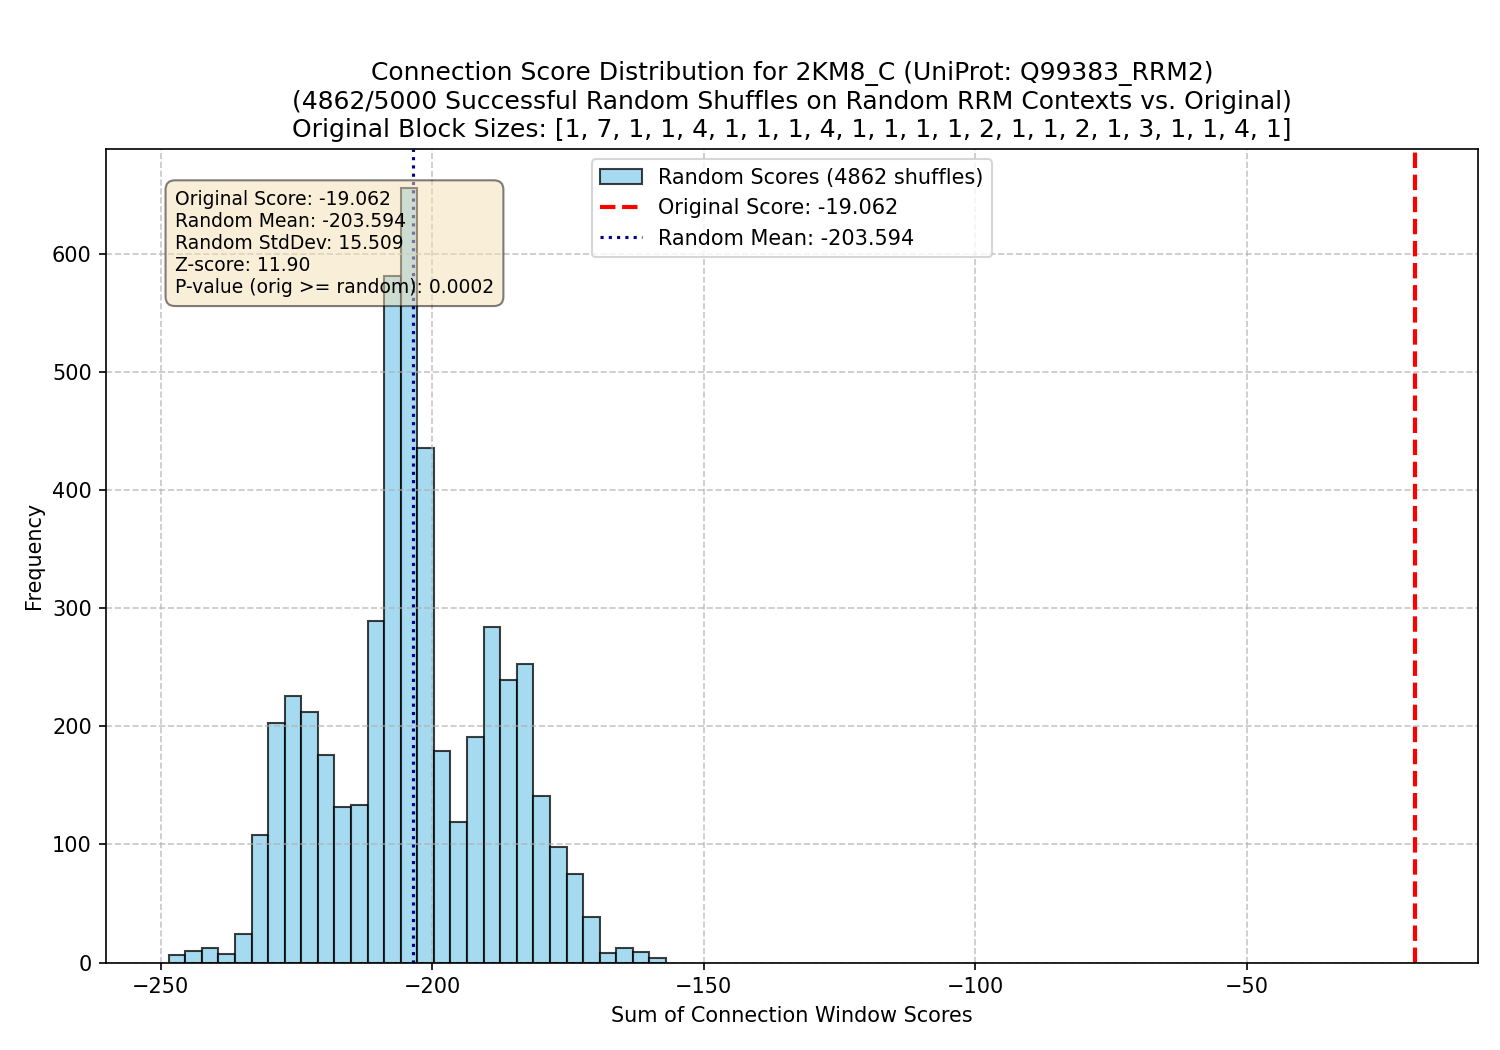 Connection Score Distribution for 2KM8_C (UniProt: Q99383_RRM2)
(4862/5000 Successful Random Shuffles on Random RRM Contexts vs. Original)
Original Block Sizes: [1, 7, 1, 1, 4, 1, 1, 1, 4, 1, 1, 1, 1, 2, 1, 1, 2, 1, 3, 1, 1, 4, 1]
Original Score: -19.062
Random Mean: -203.594
Random StdDev: 15.509
Z-score: 11.90
P-value (orig >= random): 0.0002
Random Scores (4862 shuffles)
Original Score: -19.062
Random Mean: -203.594
Frequency
600
500
400
300
200
100
0
−250
−200
−150
−100
−50
Sum of Connection Window Scores